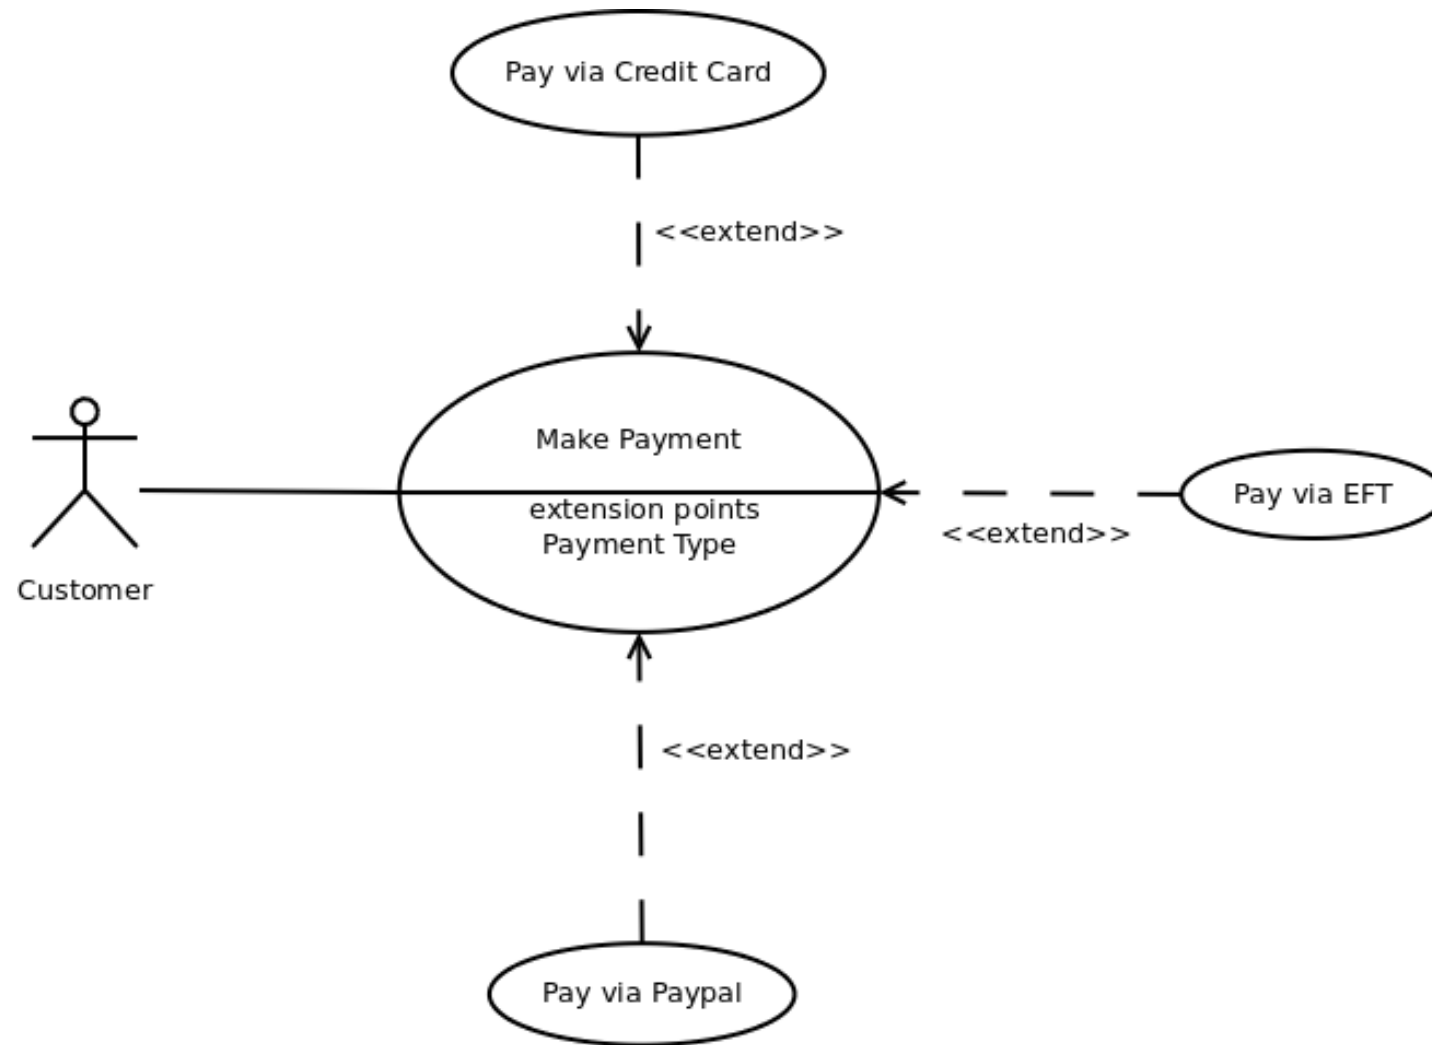 Pay via Credit Card
<<extend>>
Make Payment
extension points
Payment Type
Pay via EFT
<<extend>>
Customer
<<extend>>
Pay via Paypal